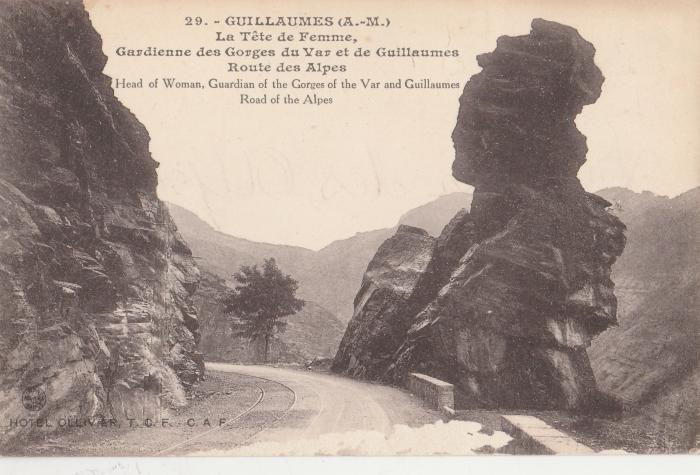 29. - GUILLAUMES (A.-M.)
La Tête de Femme,
Gardienne des Gorges du Var et de Guillaumes
Route des Alpes
Head of Woman, Guardian of the Gorges of the Var and Guillaumes
Road of the Alpes
HOTEL OLLIVIER, T.C.F. - C.A.F